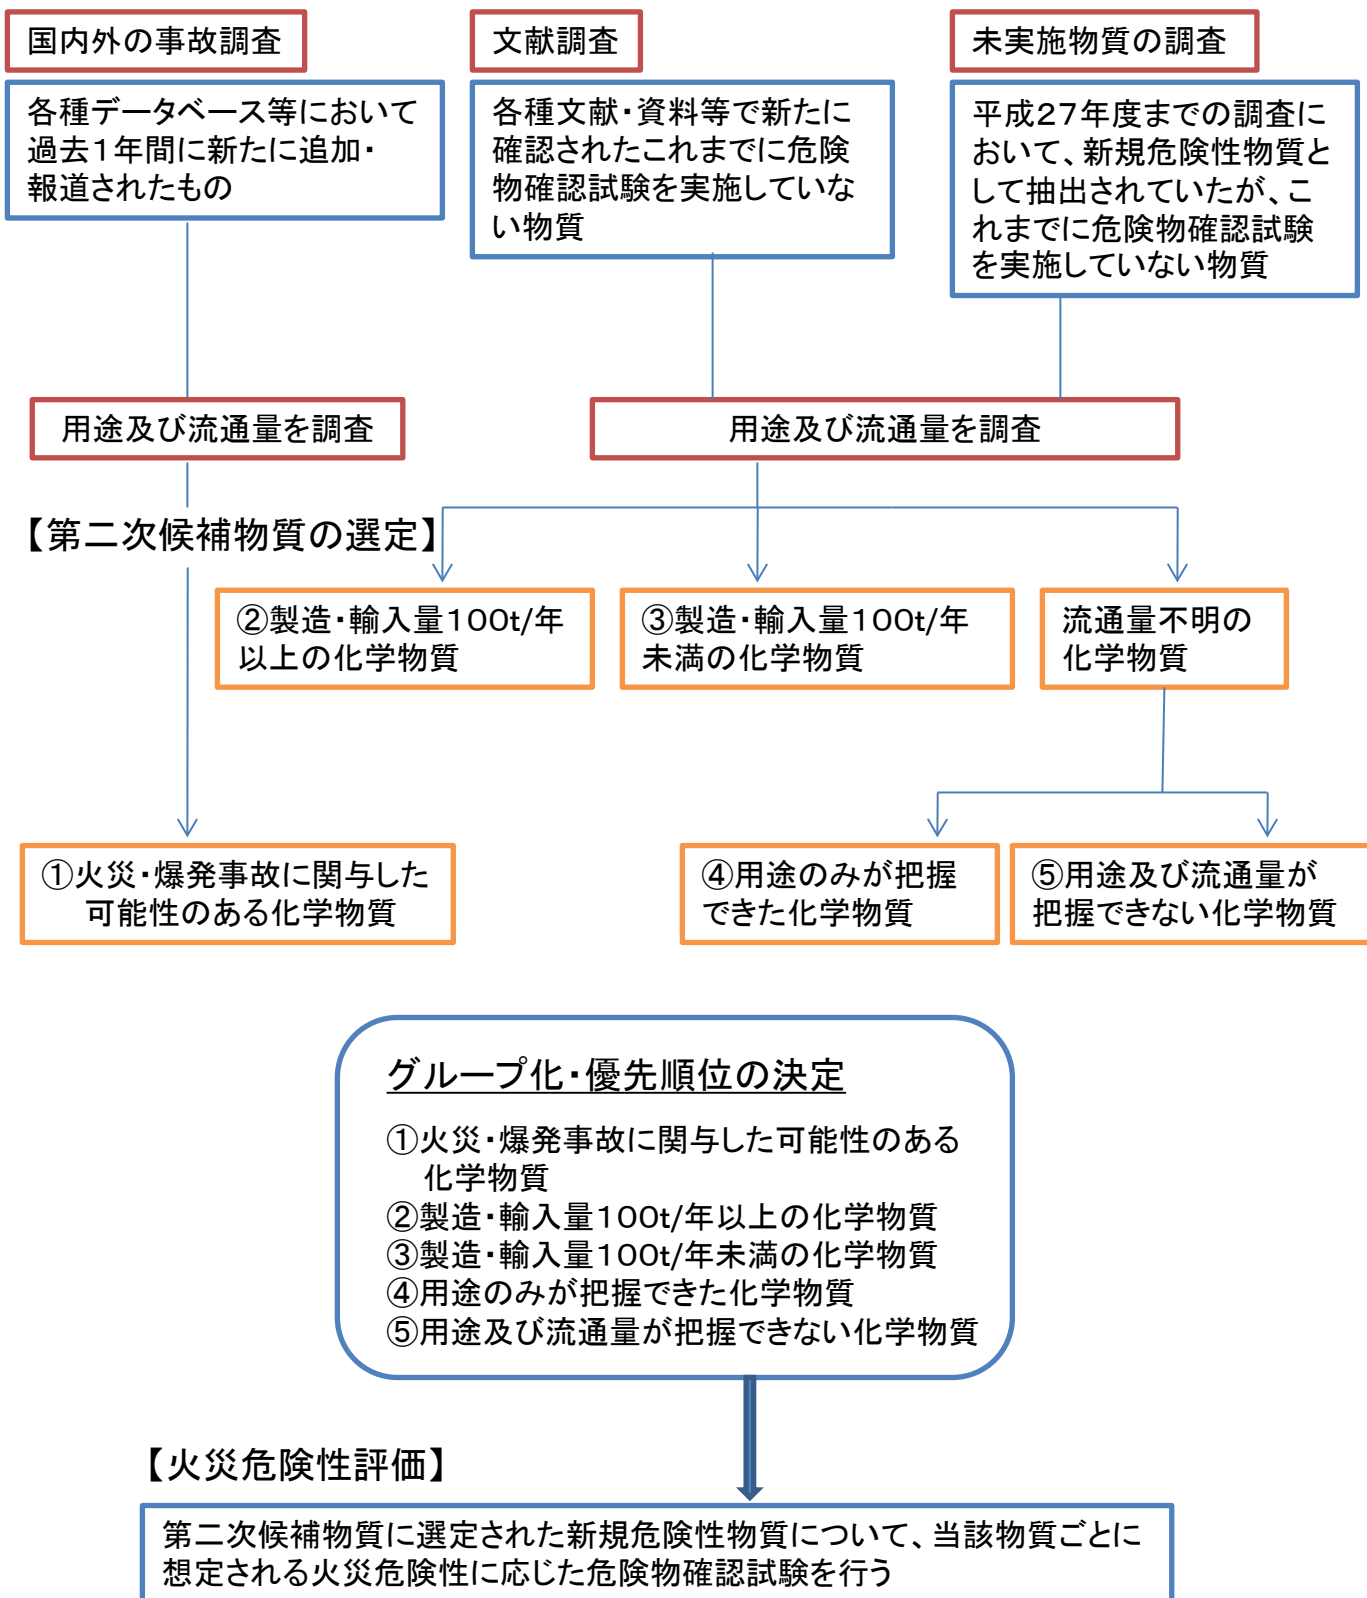 国内外の事故調査
各種データベース等において
過去1年間に新たに追加・
報道されたもの
文献調査
各種文献・資料等で新たに
確認されたこれまでに危険
物確認試験を実施していな
い物質
未実施物質の調査
平成27年度までの調査に
おいて、新規危険性物質と
して抽出されていたが、こ
れまでに危険物確認試験
を実施していない物質
用途及び流通量を調査
用途及び流通量を調査
【第二次候補物質の選定】
②製造・輸入量100t/年
以上の化学物質
③製造・輸入量100t/年
未満の化学物質
流通量不明の
化学物質
①火災・爆発事故に関与した
可能性のある化学物質
④用途のみが把握
できた化学物質
⑤用途及び流通量が
把握できない化学物質
グループ化・優先順位の決定
①火災・爆発事故に関与した可能性のある
化学物質
②製造・輸入量100t/年以上の化学物質
③製造・輸入量100t/年未満の化学物質
④用途のみが把握できた化学物質
⑤用途及び流通量が把握できない化学物質
【火災危険性評価】
第二次候補物質に選定された新規危険性物質について、当該物質ごとに
想定される火災危険性に応じた危険物確認試験を行う